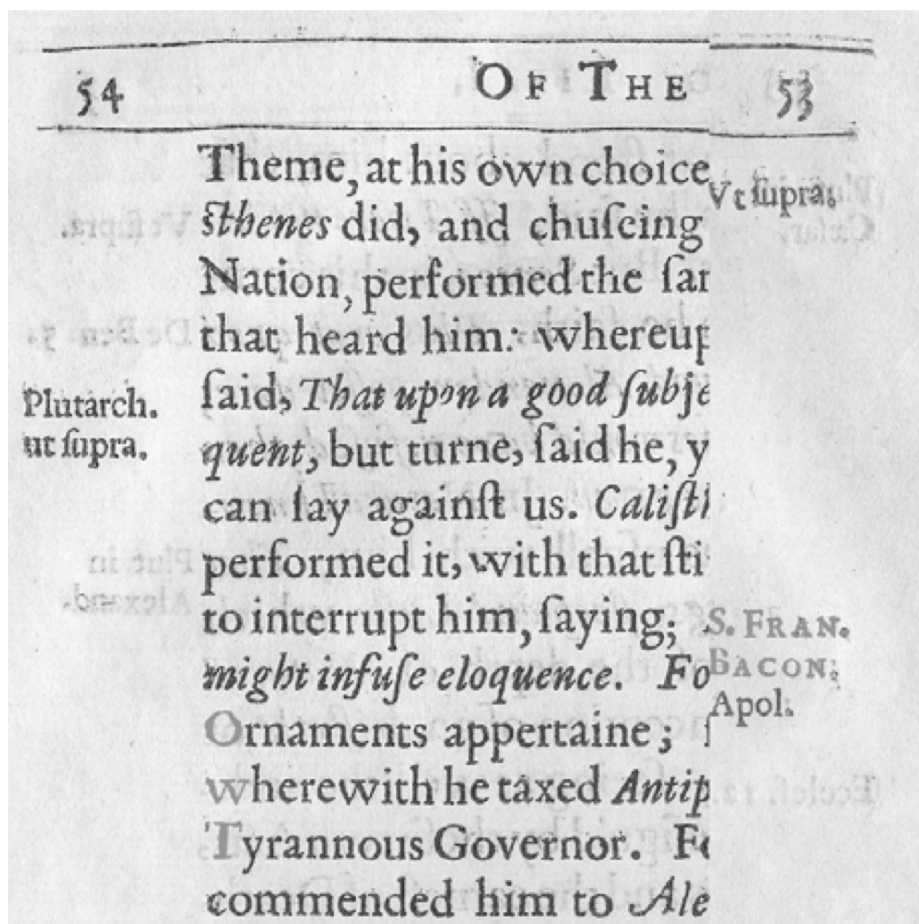 54 OF THE 53
Theme, at his own choice
Vt ſupra.
ſthenes did, and chuſeing
Nation, performed the
that heard him: whereup
Plutarch.
ſaid, That upon a good ſubje
ut ſupra.
quent, but turne, ſaid he, y
can ſay againſt us. Caliſt
performed it, with that ſti
to interrupt him, ſaying;
S. FRAN.
might infuſe eloquence. Fo
BACON.
Apol.
Ornaments appertaine;
wherewith he taxed Antip
Tyrannous Governor. Fo
commended him to Ale